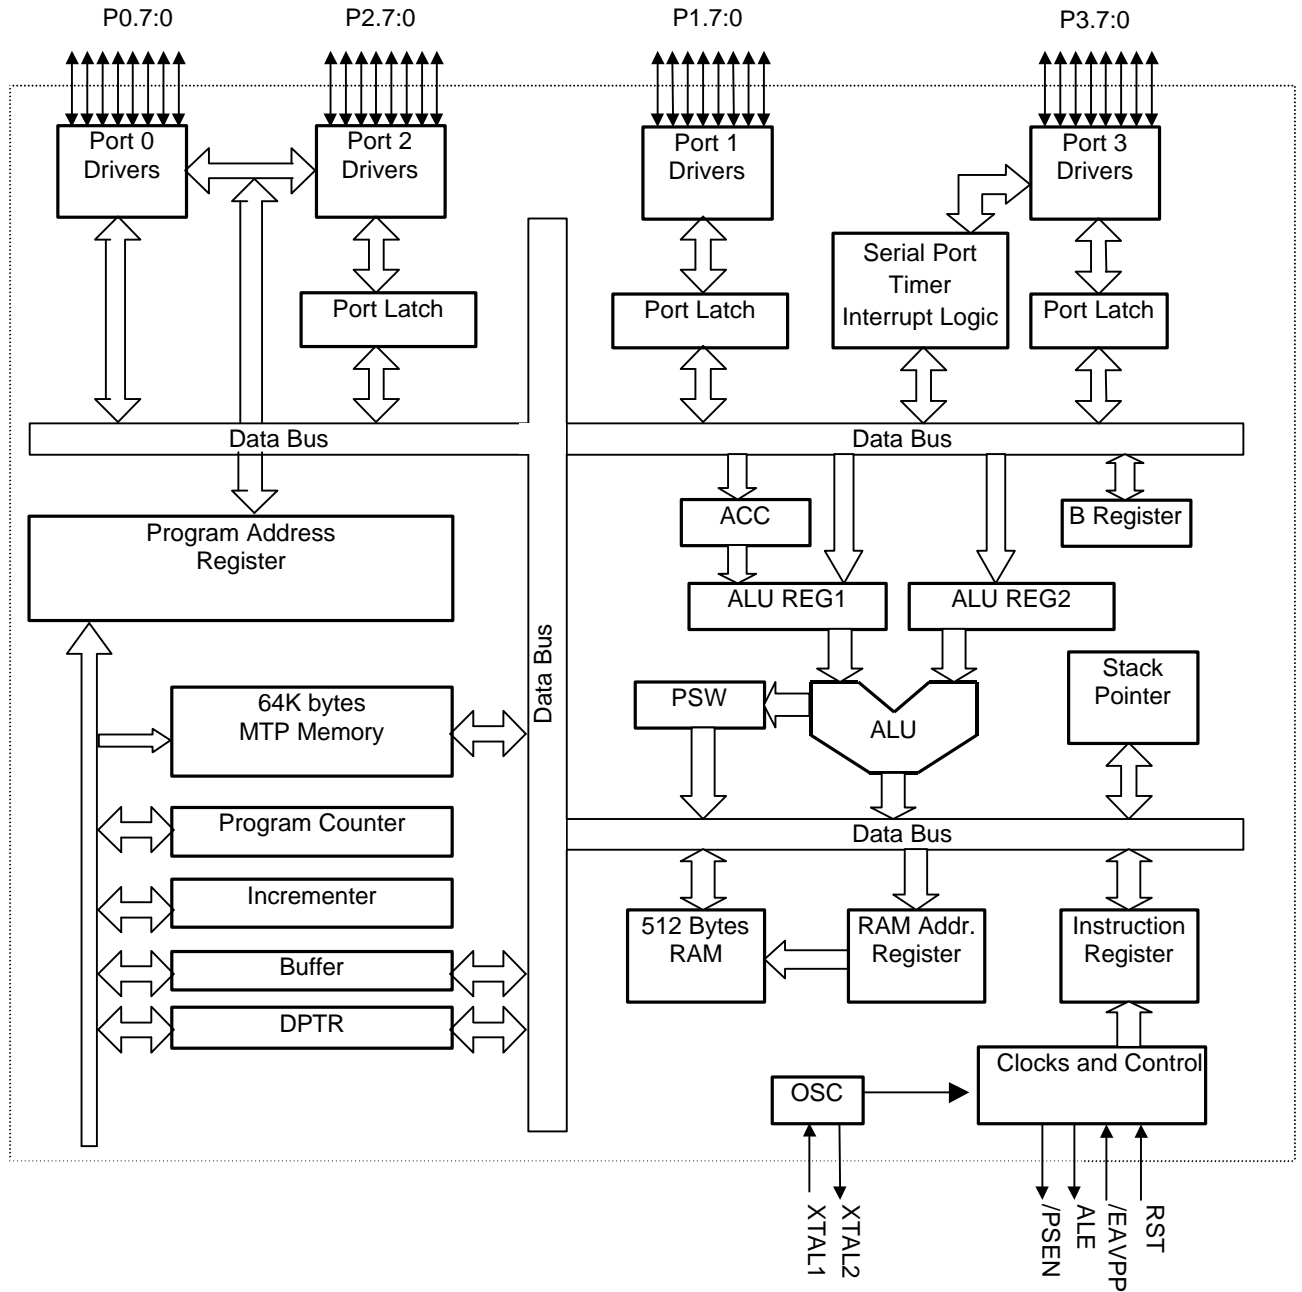 P0.7:0
P2.7:0
P1.7:0
P3.7:0
Port 0
Drivers
Port 2
Drivers
Port 1
Drivers
Port 3
Drivers
Serial Port
Timer
Interrupt Logic
Port Latch
Port Latch
Port Latch
Data Bus
Data Bus
ACC
B Register
Program Address
Register
ALU REG1
ALU REG2
Data Bus
Stack
Pointer
64K bytes
MTP Memory
PSW
ALU
Program Counter
Data Bus
Incrementer
512 Bytes
RAM
RAM Addr.
Register
Instruction
Register
Buffer
DPTR
Clocks and Control
OSC
XTAL1
XTAL2
/PSEN
ALE
/EAVPP
RST